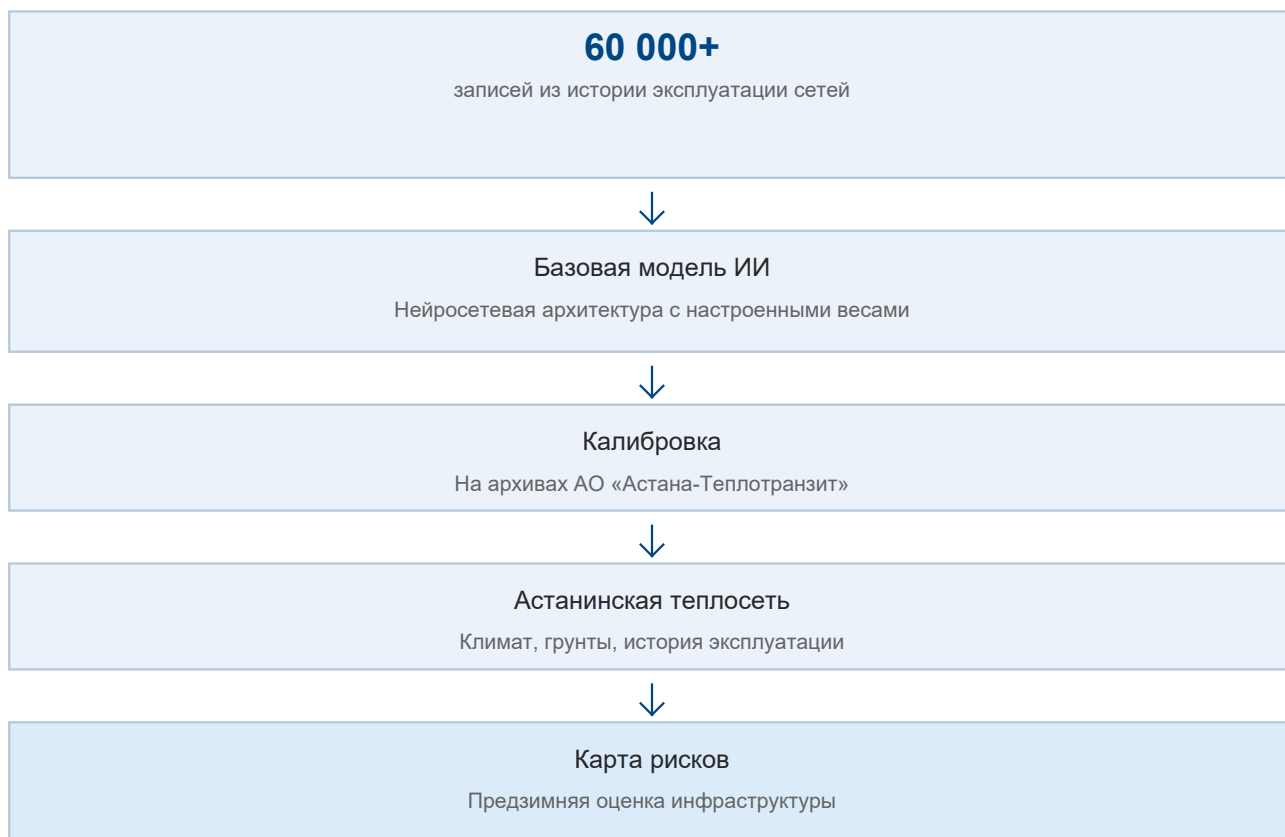 60 000+
записей из истории эксплуатации сетей
Базовая модель ИИ
Нейросетевая архитектура с настроенными весами
Калибровка
На архивах АО «Астана-Теплотранзит»
Астанинская теплосеть
Климат, грунты, история эксплуатации
Карта рисков
Предзимняя оценка инфраструктуры